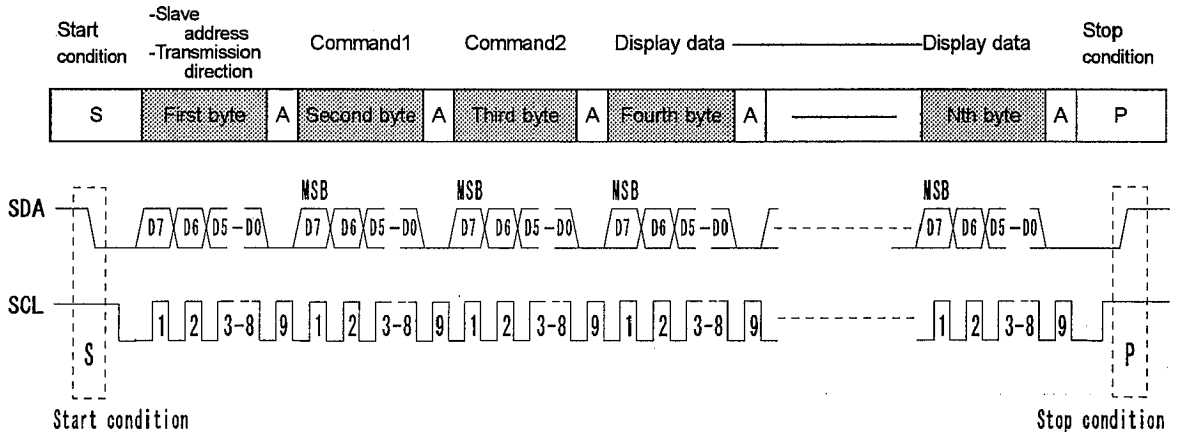 Start
condition
-Slave
address
-Transmission
direction
Command1
Command2
Display data
Display data
Stop
condition
S
First byte
A
Second byte
A
Third byte
A
Fourth byte
A
Nth byte
A
P
MSB
MSB
MSB
MSB
SDA
D7 D6 D5-D0
D7 D6 D5-D0
D7 D6 D5-D0
D7 D6 D5-D0
D7 D6 D5-D0
SCL
1 2 3-8 9
1 2 3-8 9
1 2 3-8 9
1 2 3-8 9
1 2 3-8 9
S
P
Start condition
Stop condition